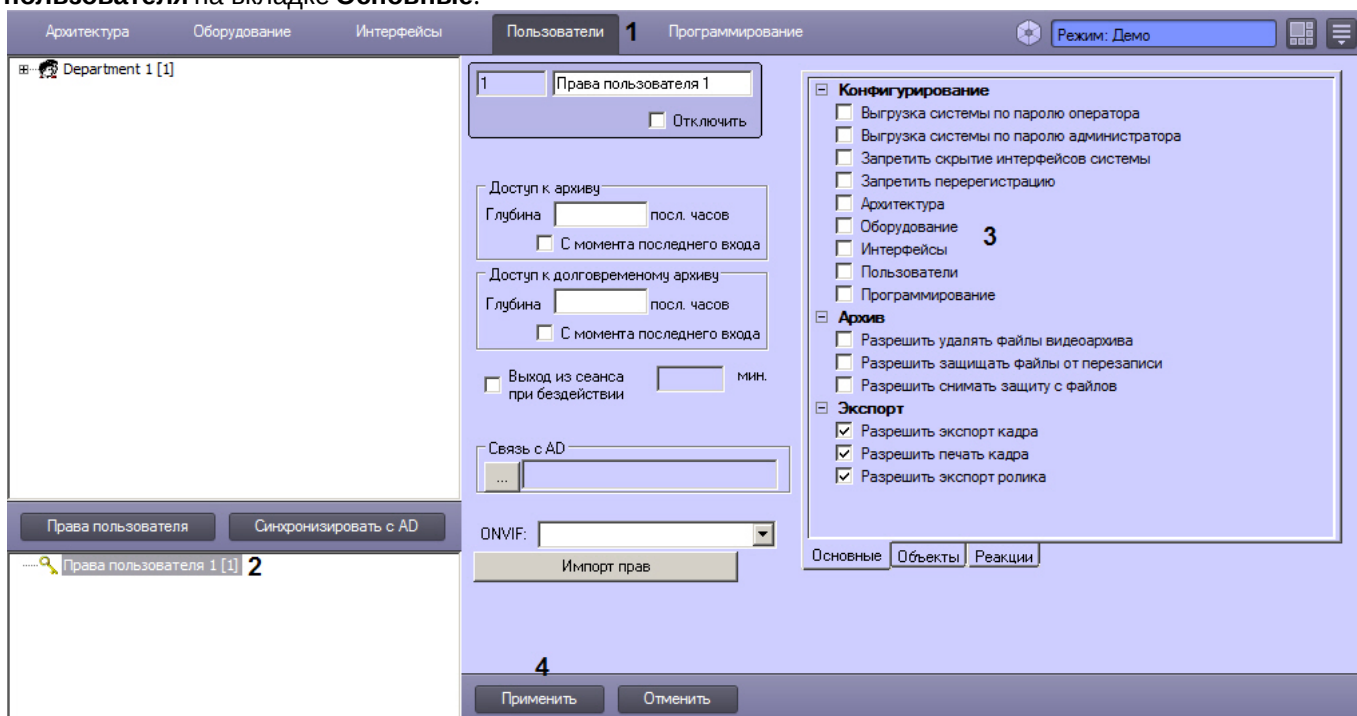 пользователя на вкладке Основные.
Архитектура Оборудование Интерфейсы Пользователи 1 Программирование Режим: Демо
Department 1 [1]
1 Права пользователя 1
Отключить
Доступ к архиву
Глубина посл. часов
С момента последнего входа
Доступ к долговременому архиву
Глубина посл. часов
С момента последнего входа
Выход из сеанса
при бездействии
мин.
Связь с AD
...
ONVIF:
Импорт прав
Конфигурирование
Выгрузка системы по паролю оператора
Выгрузка системы по паролю администратора
Запретить скрытие интерфейсов системы
Запретить перерегистрацию
Архитектура
Оборудование
3
Интерфейсы
Пользователи
Программирование
Архив
Разрешить удалять файлы видеоархива
Разрешить защищать файлы от перезаписи
Разрешить снимать защиту с файлов
Экспорт
Разрешить экспорт кадра
Разрешить печать кадра
Разрешить экспорт ролика
Основные Объекты Реакции
Права пользователя Синхронизировать с AD
Права пользователя 1 [1] 2
4
Применить Отменить